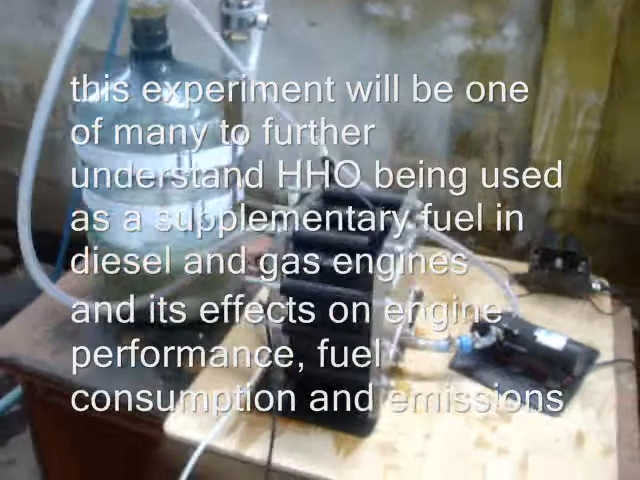 this experiment will be one
of many to further
understand HHO being used
as a supplementary fuel in
diesel and gas engines
and its effects on engine
performance, fuel
consumption and emissions